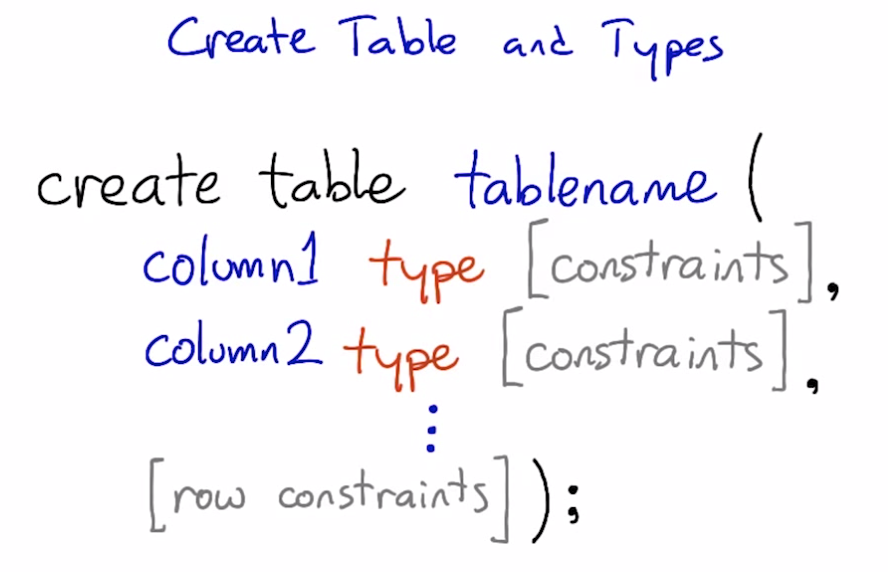 Create Table and Types
create table tablename (
column1 type [constraints],
column2 type [constraints],
⋮
[row constraints]);